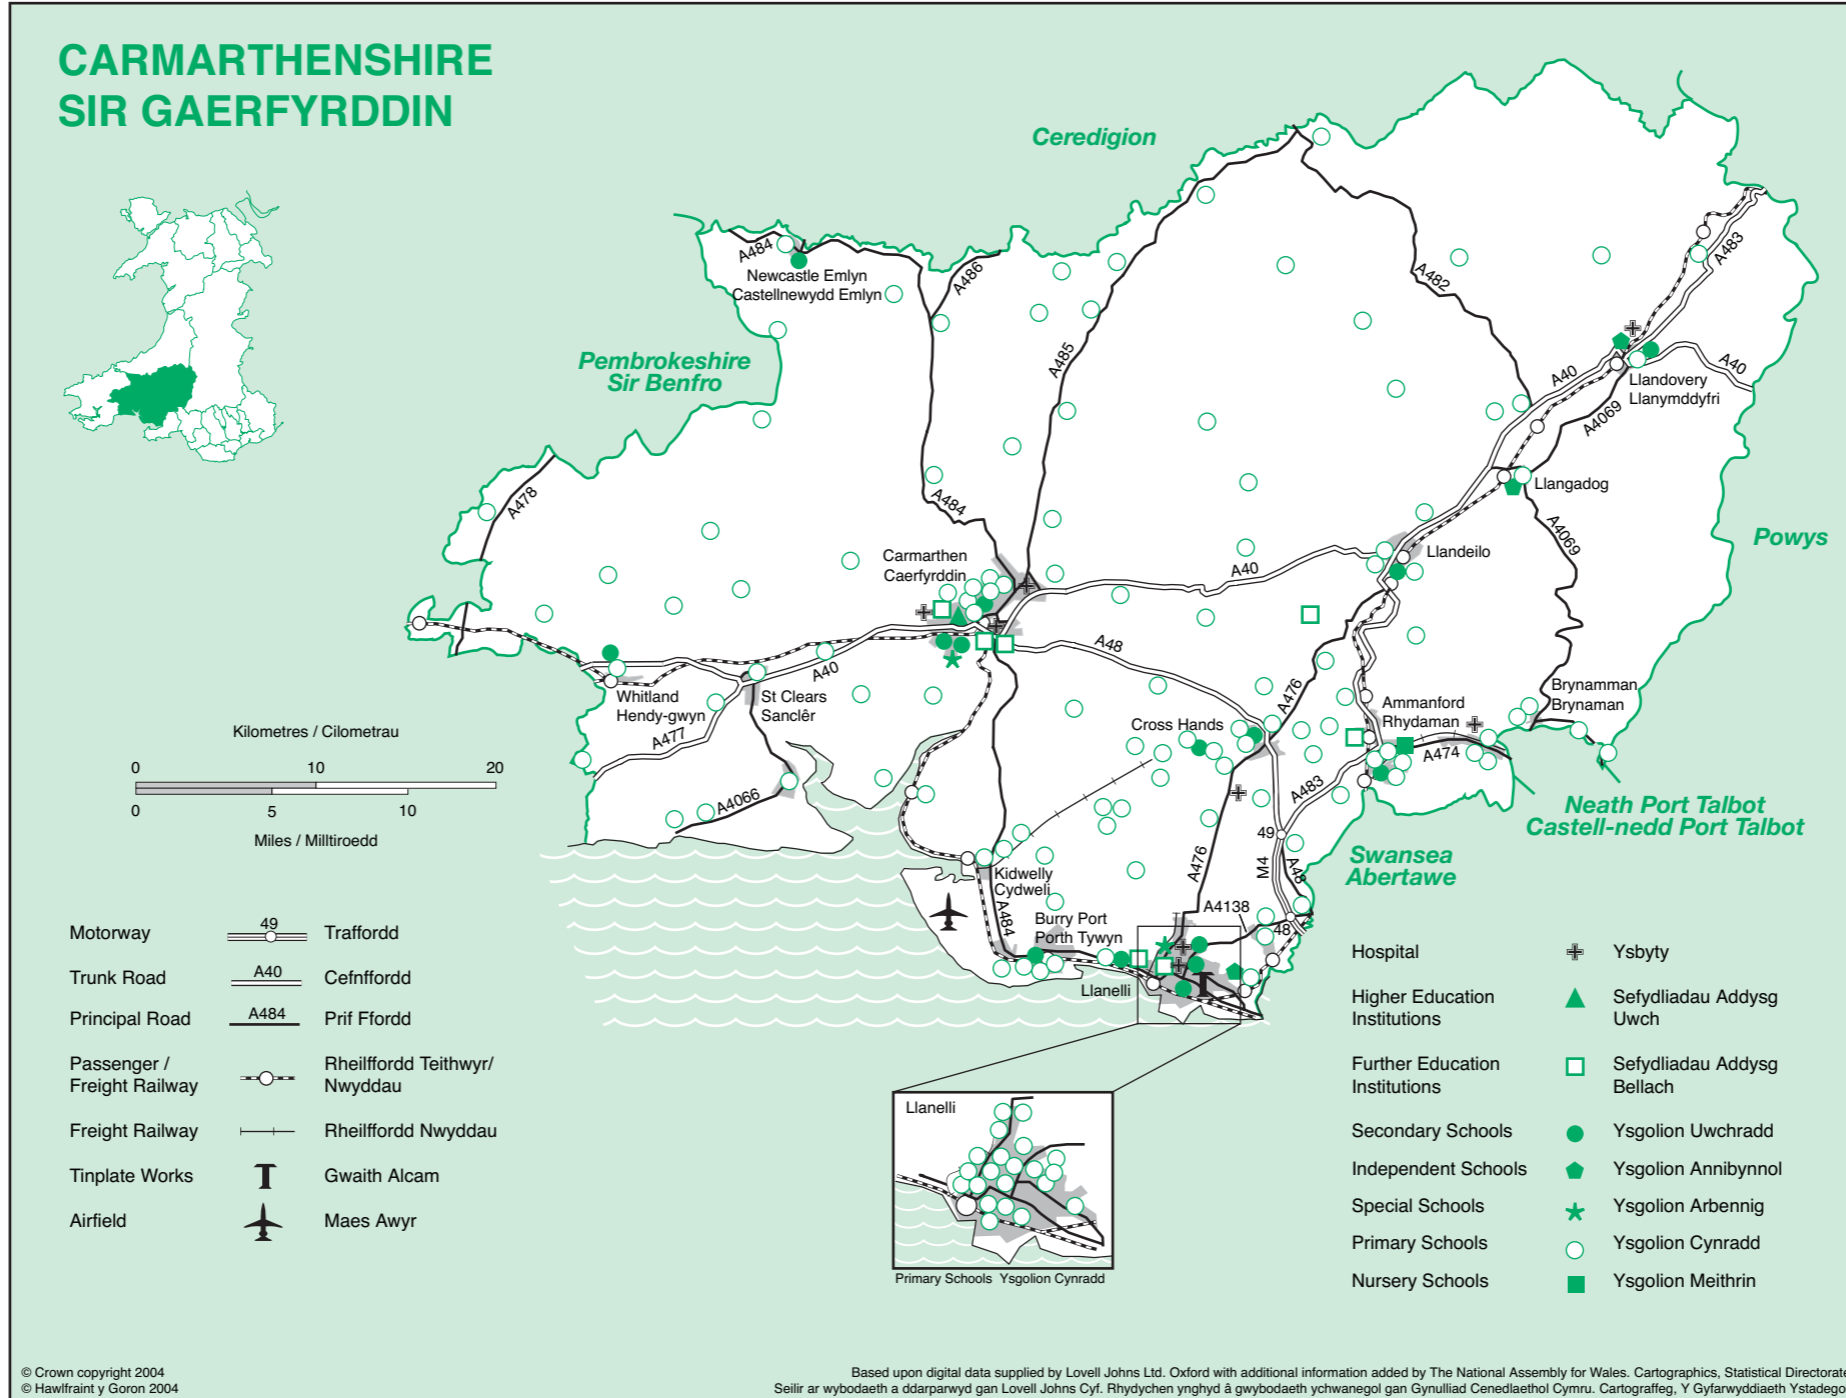 CARMARTHENSHIRE
SIR GAERFYRDDIN
Ceredigion
A484
Newcastle Emlyn
Castellnewydd Emlyn
A486
A482
A483
Pembrokeshire
Sir Benfro
A485
A40
A40
Llandovery
Llanymddyfri
A4069
A478
A484
Llangadog
A4069
Powys
Carmarthen
Caerfyrddin
Llandeilo
A40
A48
A40
Whitland
Hendy-gwyn
St Clears
Sanclêr
A477
A476
Ammanford
Rhydaman
Brynamman
Brynaman
Cross Hands
A474
A4066
A483
Neath Port Talbot
Castell-nedd Port Talbot
49
M4
A48
A476
Swansea
Abertawe
Kidwelly
Cydweli
A484
Burry Port
Porth Tywyn
A4138
48
Llanelli
Kilometres / Cilometrau
0 10 20
0 5 10
Miles / Milltiroedd
Motorway 49 Traffordd
Trunk Road A40 Cefnffordd
Principal Road A484 Prif Ffordd
Passenger /
Freight Railway
Rheilffordd Teithwyr/
Nwyddau
Freight Railway Rheilffordd Nwyddau
Tinplate Works Gwaith Alcam
Airfield Maes Awyr
Llanelli
Primary Schools Ysgolion Cynradd
Hospital Ysbyty
Higher Education
Institutions
Sefydliadau Addysg
Uwch
Further Education
Institutions
Sefydliadau Addysg
Bellach
Secondary Schools Ysgolion Uwchradd
Independent Schools Ysgolion Annibynnol
Special Schools Ysgolion Arbennig
Primary Schools Ysgolion Cynradd
Nursery Schools Ysgolion Meithrin
© Crown copyright 2004
© Hawlfraint y Goron 2004
Based upon digital data supplied by Lovell Johns Ltd. Oxford with additional information added by The National Assembly for Wales. Cartographics, Statistical Directorate
Seilir ar wybodaeth a ddarparwyd gan Lovell Johns Cyf. Rhydychen ynghyd â gwybodaeth ychwanegol gan Gynulliad Cenedlaethol Cymru. Cartograffeg, Y Gyfarwyddiaeth Ystadegol